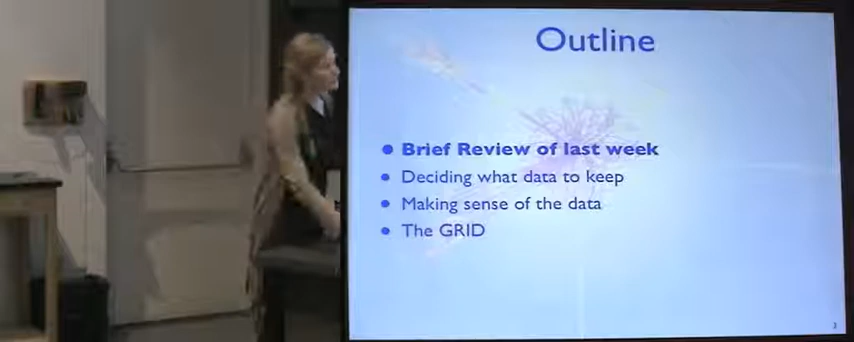 Outline
• Brief Review of last week
• Deciding what data to keep
• Making sense of the data
• The GRID